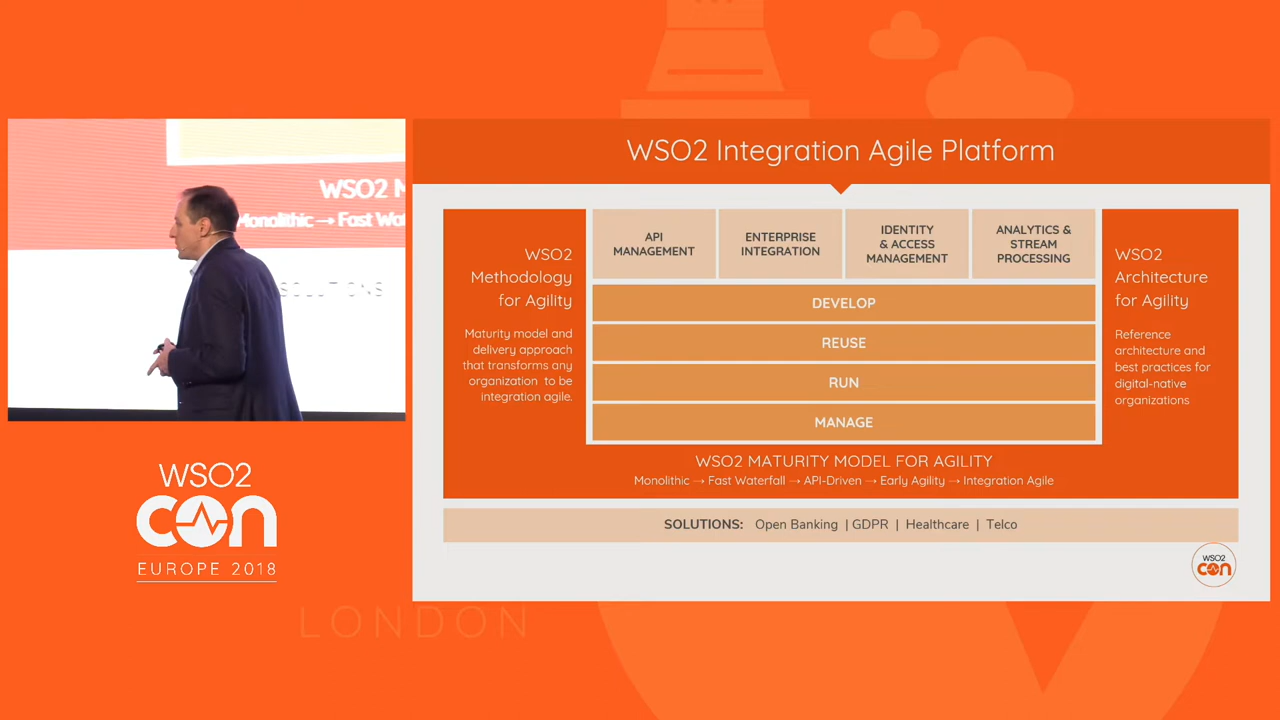 WSO2 Integration Agile Platform
WSO2 M
Monolithic → Fast Wate
SOLUTIONS
WSO2
Methodology
for Agility
Maturity model and
delivery approach
that transforms any
organization to be
integration agile.
API
MANAGEMENT
ENTERPRISE
INTEGRATION
IDENTITY
& ACCESS
MANAGEMENT
ANALYTICS &
STREAM
PROCESSING
DEVELOP
REUSE
RUN
MANAGE
WSO2
Architecture
for Agility
Reference
architecture and
best practices for
digital-native
organizations
WSO2 MATURITY MODEL FOR AGILITY
Monolithic → Fast Waterfall → API-Driven → Early Agility → Integration Agile
SOLUTIONS: Open Banking | GDPR | Healthcare | Telco
WSO2
CON
WSO2
CON
EUROPE 2018
LONDON